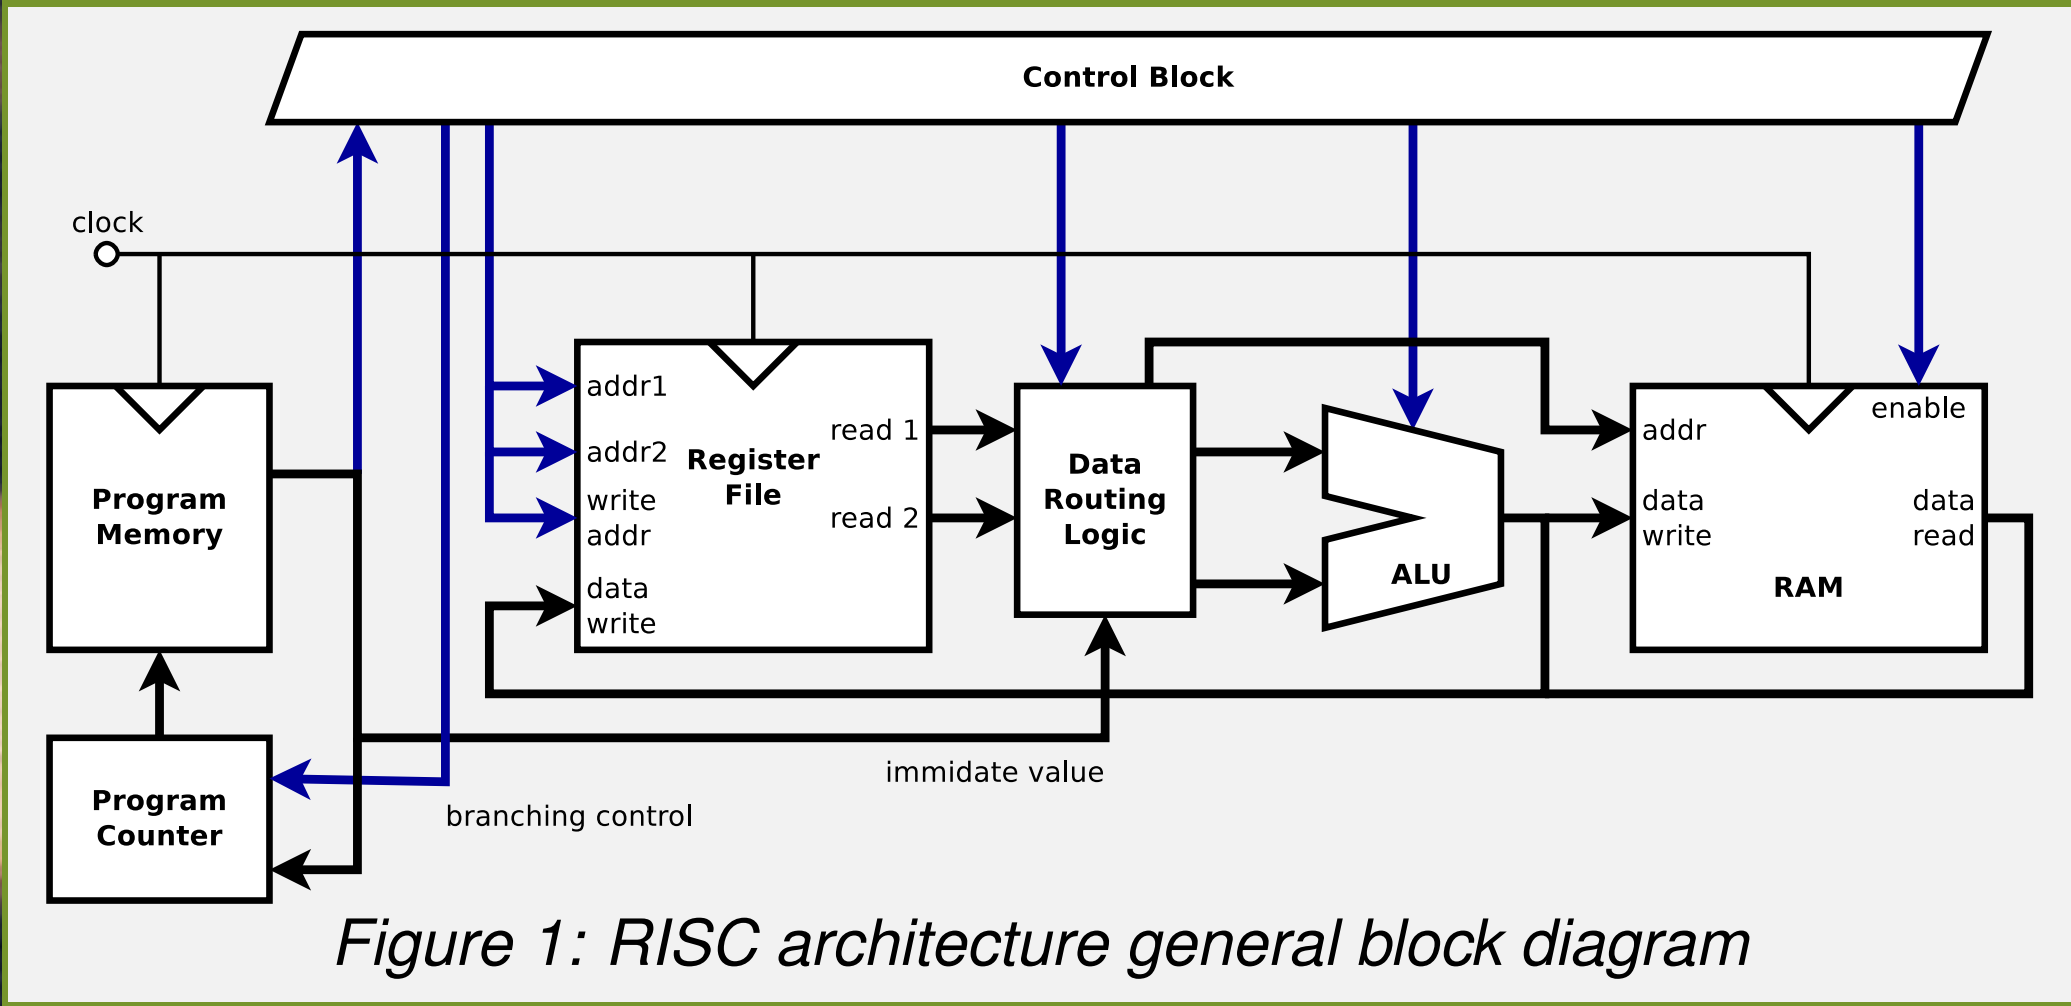 Control Block
clock
addr1
addr2
write
addr
data
write
Register
File
read 1
read 2
Data
Routing
Logic
ALU
addr
data
write
enable
data
read
RAM
Program
Memory
Program
Counter
immidate value
branching control
Figure 1: RISC architecture general block diagram